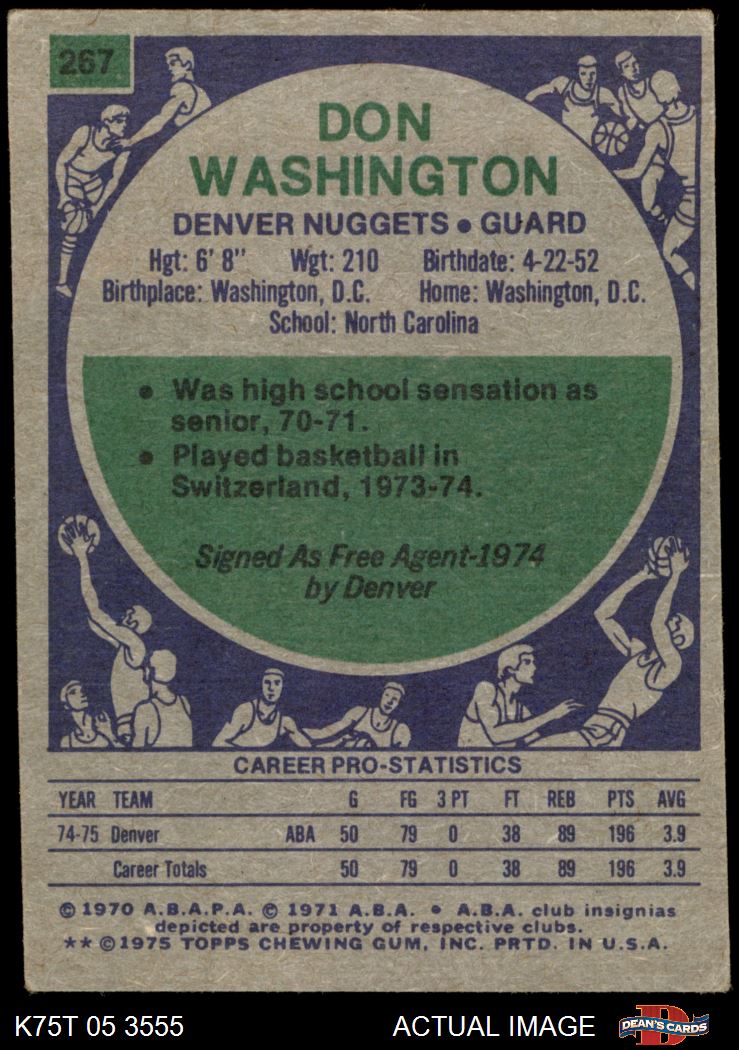 267
DON
WASHINGTON
DENVER NUGGETS • GUARD
Hgt: 6' 8" Wgt: 210 Birthdate: 4-22-52
Birthplace: Washington, D.C. Home: Washington, D.C.
School: North Carolina
• Was high school sensation as
senior, 70-71.
• Played basketball in
Switzerland, 1973-74.
Signed As Free Agent-1974
by Denver
CAREER PRO-STATISTICS
YEAR TEAM G FG 3 PT FT REB PTS AVG
74-75 Denver ABA 50 79 0 38 89 196 3.9
Career Totals 50 79 0 38 89 196 3.9
© 1970 A.B.A.P.A. © 1971 A.B.A. • A.B.A. club insignias
depicted are property of respective clubs.
** © 1975 TOPPS CHEWING GUM, INC. PRTD. IN U.S.A.
K75T 05 3555 ACTUAL IMAGE D DEAN'S CARDS